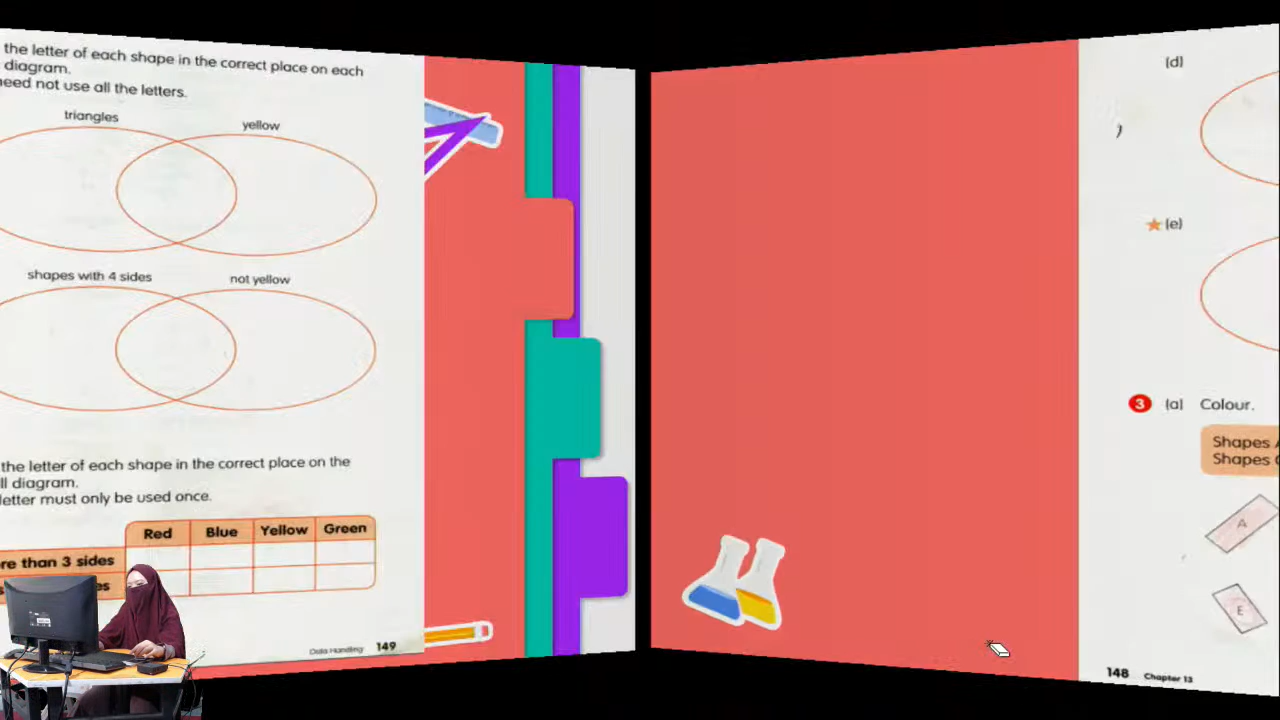 the letter of each shape in the correct place on each
diagram.
need not use all the letters.
triangles
yellow
shapes with 4 sides
not yellow
the letter of each shape in the correct place on the
ll diagram.
letter must only be used once.
Red Blue Yellow Green
re than 3 sides
es
Data Handling 149
(d)
)
(e)
3 (a) Colour.
Shapes
Shapes
A
E
148 Chapter 13